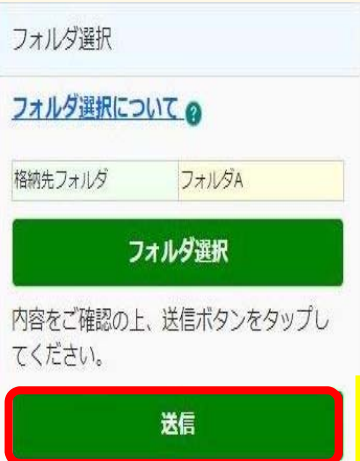 フォルダ選択
フォルダ選択について ?
格納先フォルダ フォルダA
フォルダ選択
内容をご確認の上、送信ボタンをタップし
てください。
送信